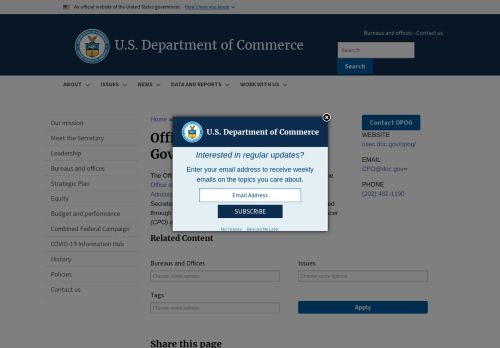 An official website of the United States government Here's how you know
U.S. Department of Commerce
Bureaus and offices - Contact us
Search
Search
ABOUT
ISSUES
NEWS
DATA AND REPORTS
WORK WITH US
Our mission
Meet the Secretary
Leadership
Bureaus and offices
Strategic Plan
Equity
Budget and performance
Combined Federal Campaign
COVID-19 Information Hub
History
Policies
Contact us
Home »
Offi
Gov
The Offi
Office o
Adminis
Secreta
through
(CPO) a
U.S. Department of Commerce
Interested in regular updates?
Enter your email address to receive weekly
emails on the topics you care about.
Email Address
SUBSCRIBE
No Thanks Remind Me Later
Related Content
Bureaus and Offices
Choose some options
Issues
Choose some options
Tags
Choose some options
Apply
Share this page
Contact OPOG
WEBSITE
osec.doc.gov/opog/
EMAIL
CPO@doc.gov
PHONE
(202) 482-1190